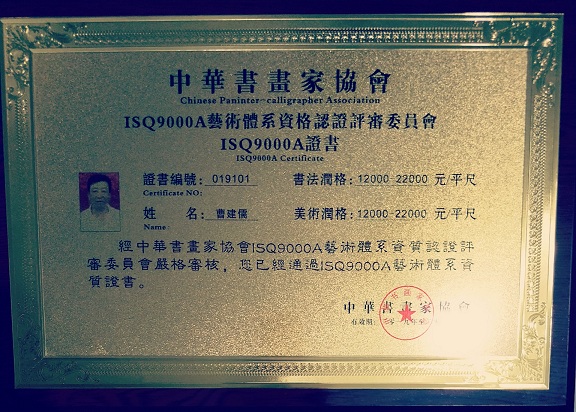 中華書畫家協會
Chinese Paninter-calligrapher Association
ISQ9000A藝術體系資格認證評審委員會
ISQ9000A證書
ISQ9000A Certificate
證書編號: 019101 書法潤格: 12000-22000 元/平尺
Certificate NO:
姓 名: 曹建儒 美術潤格: 12000-22000 元/平尺
Name:
經中華書畫家協會ISQ9000A藝術體系資質認證評
審委員會嚴格審核，您已經通過ISQ9000A藝術體系資
質證書。
中華書畫家協會
有效期: